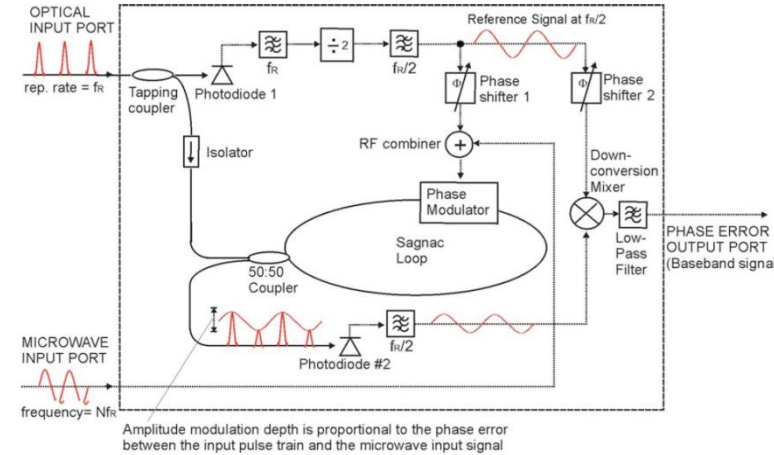 OPTICAL
INPUT PORT
rep. rate = fR
Tapping
coupler
Photodiode 1
fR
÷2
fR/2
Reference Signal at fR/2
Φ
Phase
shifter 1
Φ
Phase
shifter 2
Isolator
RF combiner
+
Down-
conversion
Mixer
Phase
Modulator
Sagnac
Loop
Low-
Pass
Filter
PHASE ERROR
OUTPUT PORT
(Baseband signal
50:50
Coupler
fR/2
Photodiode #2
MICROWAVE
INPUT PORT
frequency= NfR
Amplitude modulation depth is proportional to the phase error
between the input pulse train and the microwave input signal